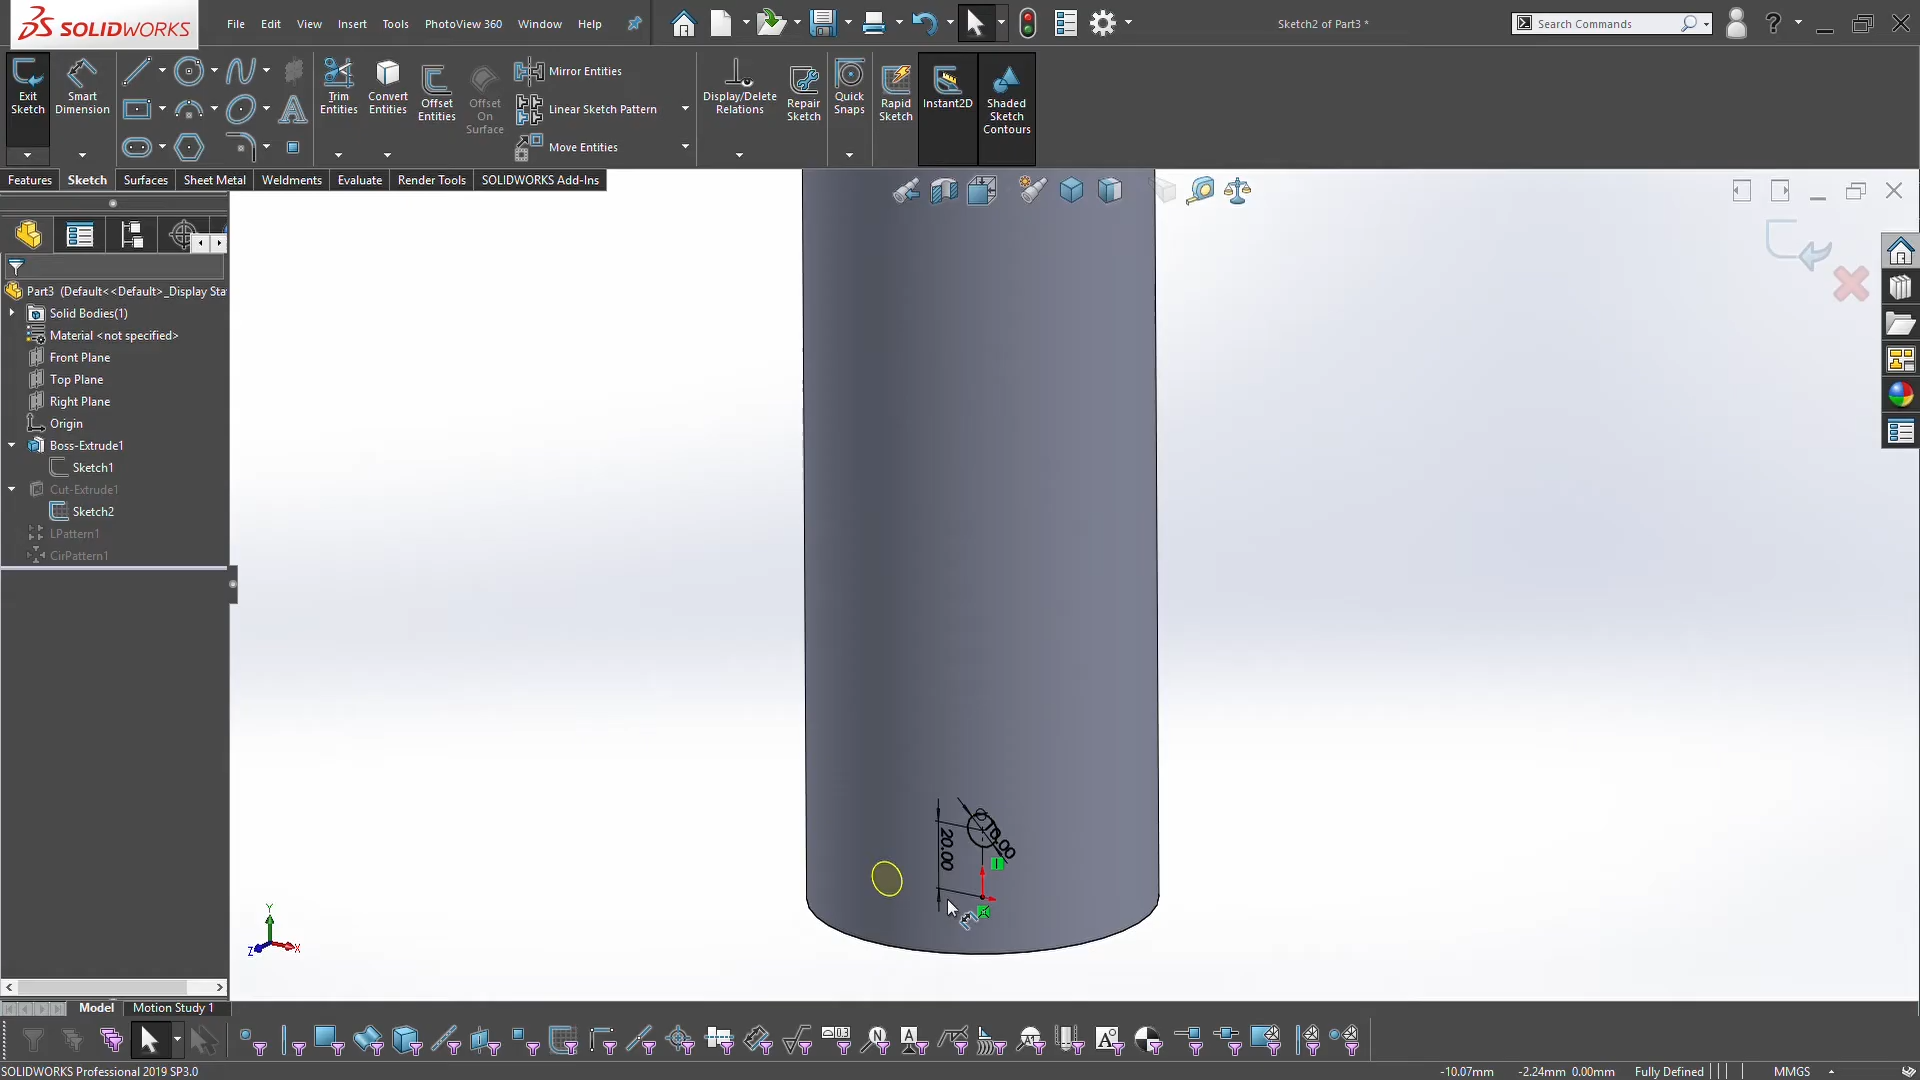 SOLIDWORKS
File Edit View Insert Tools PhotoView 360 Window Help
Sketch2 of Part3 *
Search Commands
Exit Sketch
Smart Dimension
Trim Entities
Convert Entities
Offset Entities
Offset On Surface
Mirror Entities
Linear Sketch Pattern
Move Entities
Display/Delete Relations
Repair Sketch
Quick Snaps
Rapid Sketch
Instant2D
Shaded Sketch Contours
Features Sketch Surfaces Sheet Metal Weldments Evaluate Render Tools SOLIDWORKS Add-Ins
Part3 (Default<<Default>_Display Sta
Solid Bodies(1)
Material <not specified>
Front Plane
Top Plane
Right Plane
Origin
Boss-Extrude1
Sketch1
Cut-Extrude1
Sketch2
LPattern1
CirPattern1
20.00
Y
Z
X
Model Motion Study 1
SOLIDWORKS Professional 2019 SP3.0
-10.07mm -2.24mm 0.00mm Fully Defined MMGS